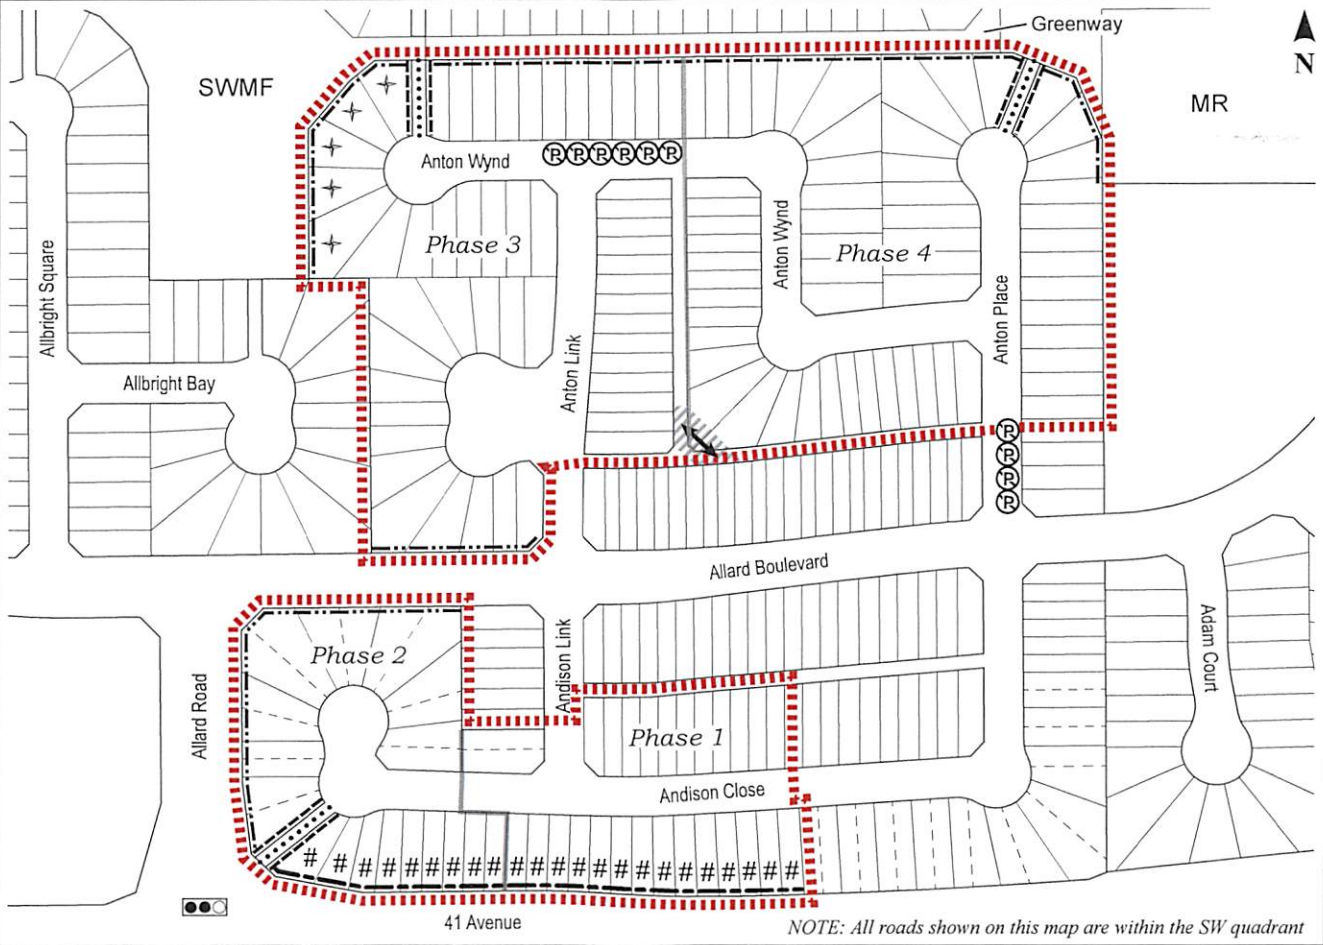 Greenway
SWMF
N
MR
Anton Wynd
Ⓡ Ⓡ Ⓡ Ⓡ Ⓡ Ⓡ
Phase 3
Anton Wynd
Phase 4
Allbright Square
Anton Place
Anton Link
Allbright Bay
Ⓡ
Ⓡ
Ⓡ
Ⓡ
Allard Boulevard
Adam Court
Phase 2
Andison Link
Allard Road
Phase 1
Andison Close
# # # # # # # # # # # # # # # # # # # # # #
41 Avenue
NOTE: All roads shown on this map are within the SW quadrant